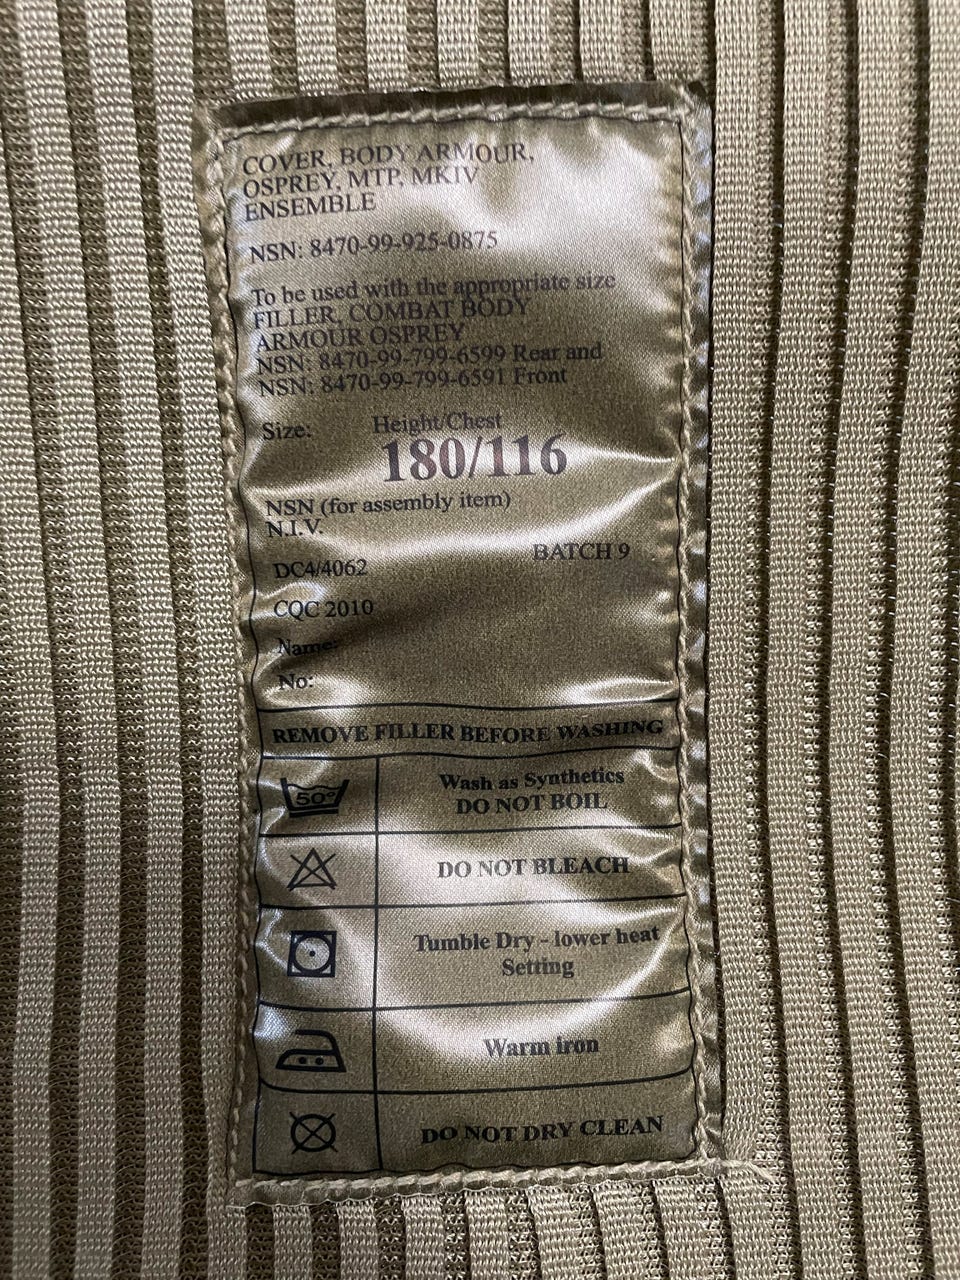 COVER, BODY ARMOUR,
OSPREY, MTP, MKIV
ENSEMBLE
NSN: 8470-99-925-0875
To be used with the appropriate size
FILLER, COMBAT BODY
ARMOUR OSPREY
NSN: 8470-99-799-6599 Rear and
NSN: 8470-99-799-6591 Front
Size: Height/Chest
180/116
NSN (for assembly item)
N.I.V.
BATCH 9
DC4/4062
CQC 2010
Name:
No:
REMOVE FILLER BEFORE WASHING
50°
Wash as Synthetics
DO NOT BOIL
DO NOT BLEACH
Tumble Dry - lower heat
Setting
Warm iron
DO NOT DRY CLEAN